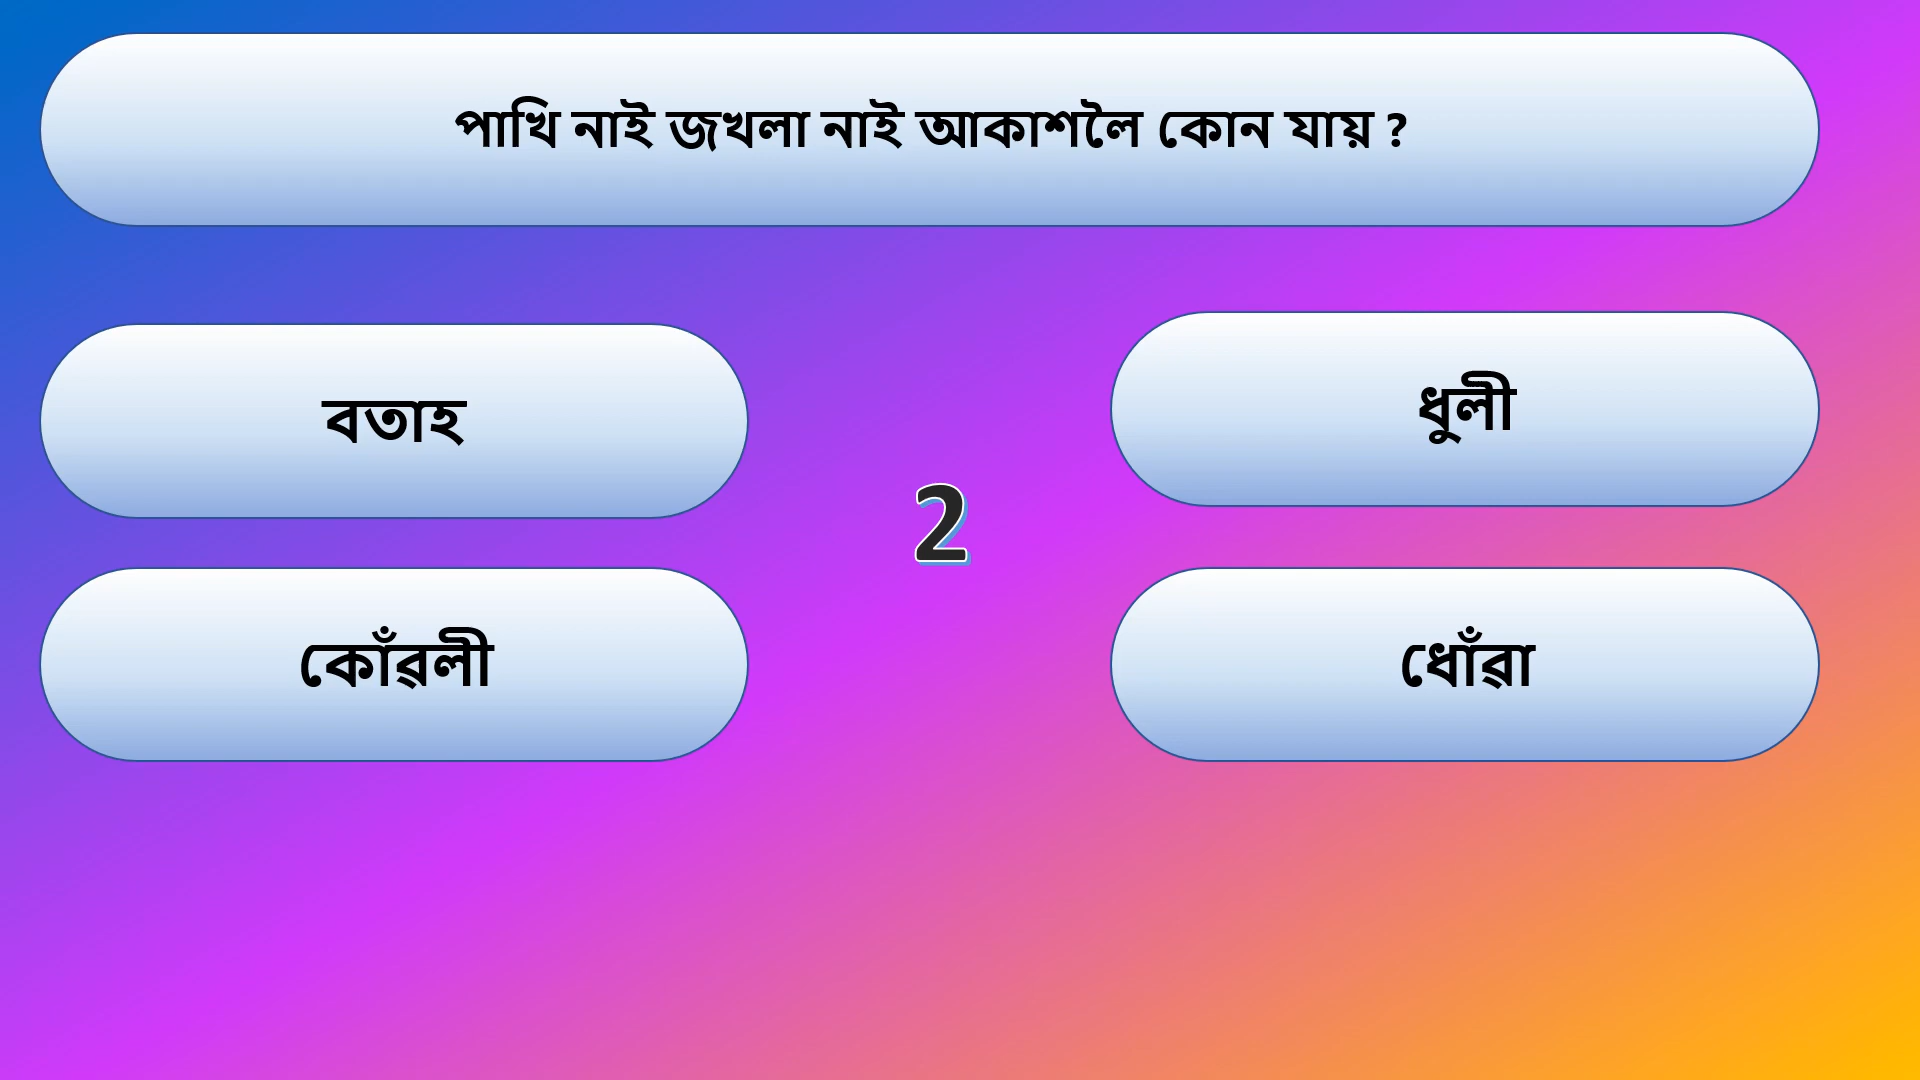 পাখি নাই জখলা নাই আকাশলৈ কোন যায় ?
বতাহ
ধুলী
2
কোঁৱলী
ধোঁৱা